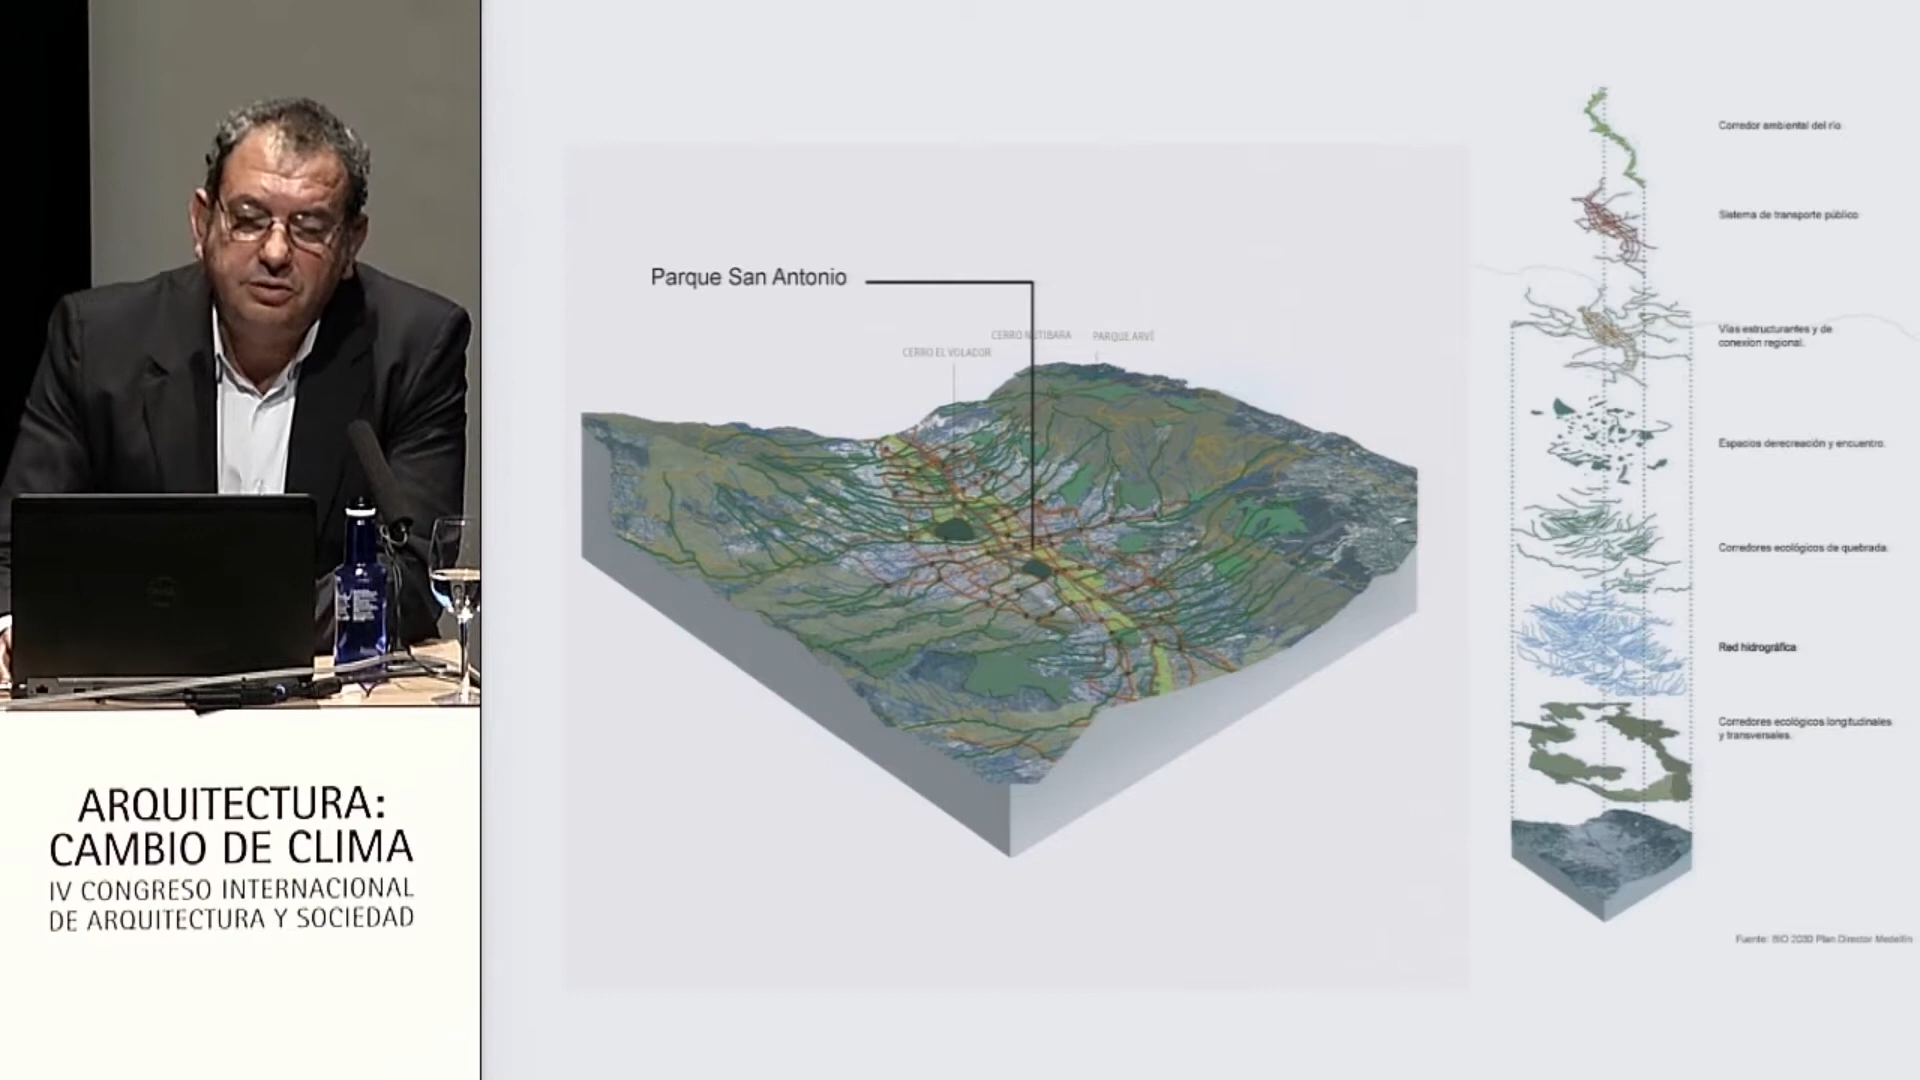 ARQUITECTURA:
CAMBIO DE CLIMA
IV CONGRESO INTERNACIONAL
DE ARQUITECTURA Y SOCIEDAD
Parque San Antonio
CERRO NUTIBARA
PARQUE ARVÍ
CERRO EL VOLADOR
Corredor ambiental del río
Sistema de transporte público
Vías estructurantes y de
conexion regional.
Espacios derecreación y encuentro.
Corredores ecológicos de quebrada.
Red hidrográfica
Corredores ecológicos longitudinales
y transversales.
Fuente: BIO 2030 Plan Director Medellín